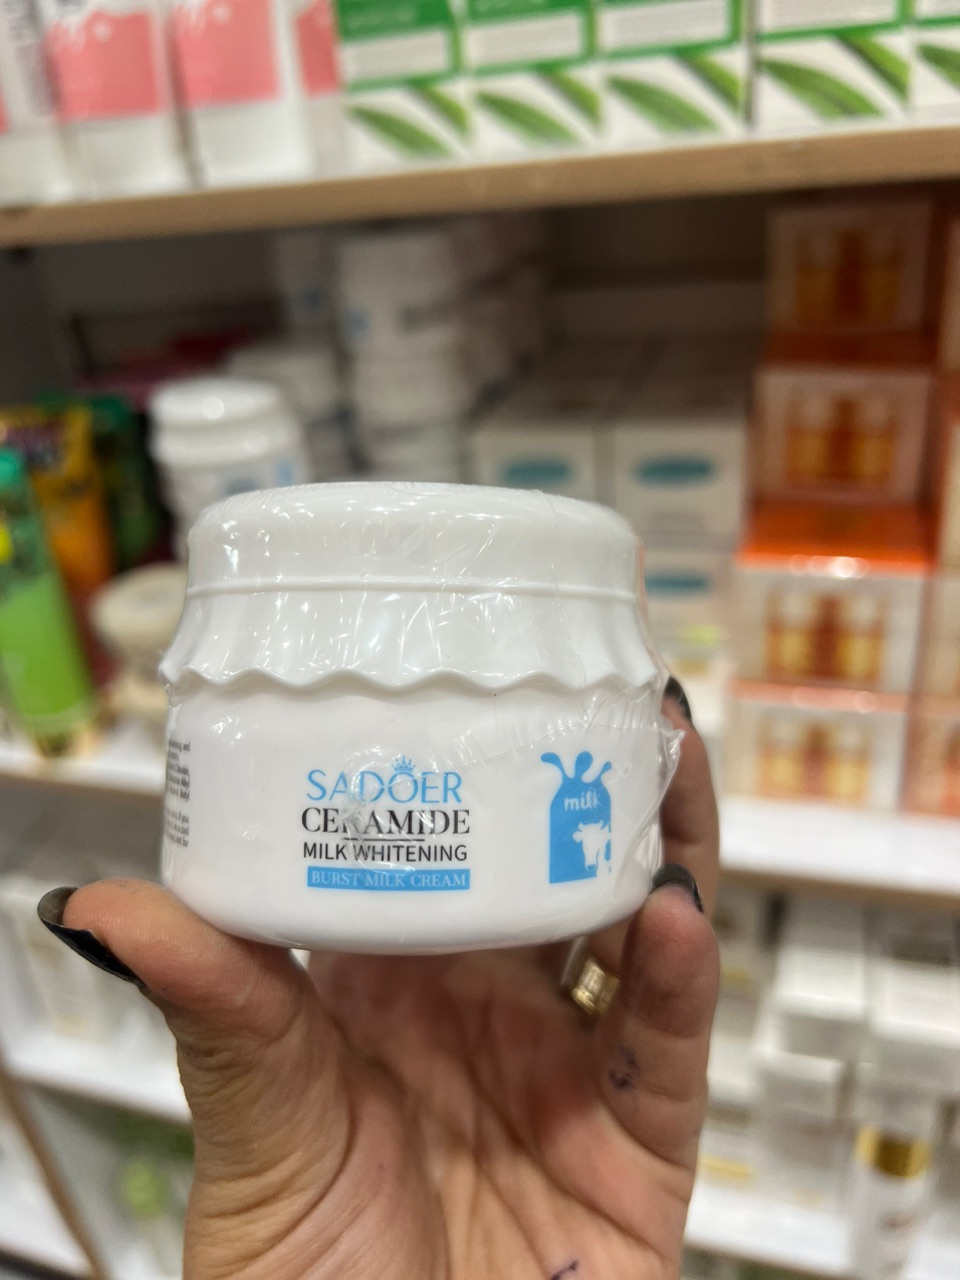 SADOER
CERAMIDE
MILK WHITENING
BURST MILK CREAM
milk